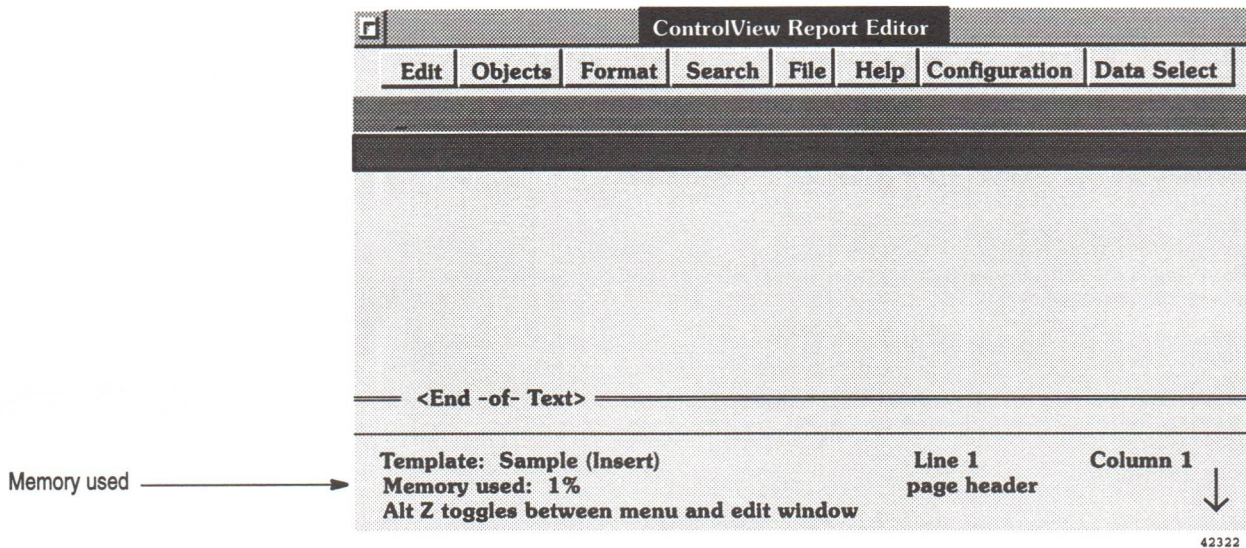 ControlView Report Editor
Edit Objects Format Search File Help Configuration Data Select
<End -of- Text>
Template: Sample (Insert) Line 1 Column 1
Memory used Memory used: 1% page header
Alt Z toggles between menu and edit window
42322